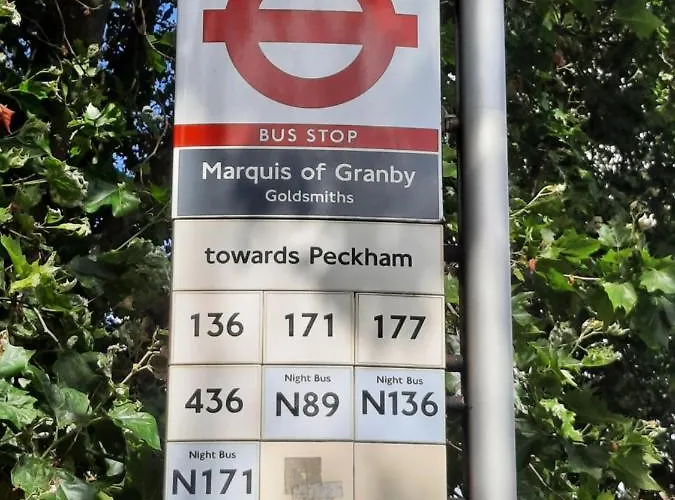 BUS STOP
Marquis of Granby
Goldsmiths
towards Peckham
136 171 177
436 Night Bus N89 Night Bus N136
Night Bus N171